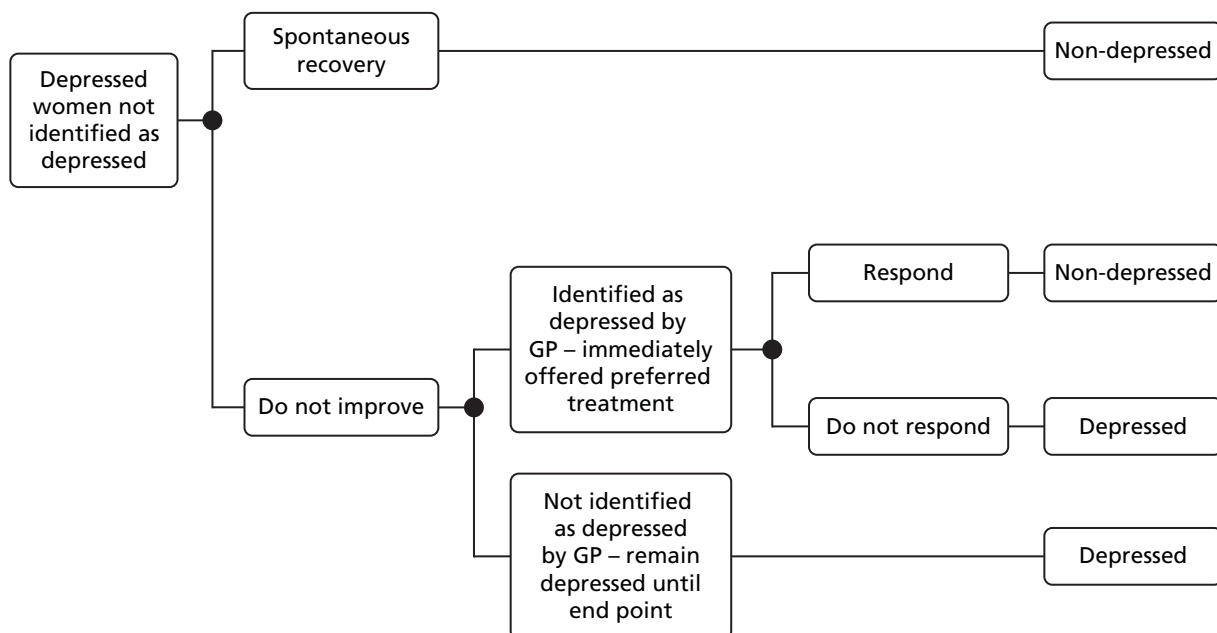 Depressed
women not
identified as
depressed
Spontaneous
recovery
Non-depressed
Do not improve
Identified as
depressed by
GP – immediately
offered preferred
treatment
Respond
Non-depressed
Do not respond
Depressed
Not identified
as depressed
by GP – remain
depressed until
end point
Depressed